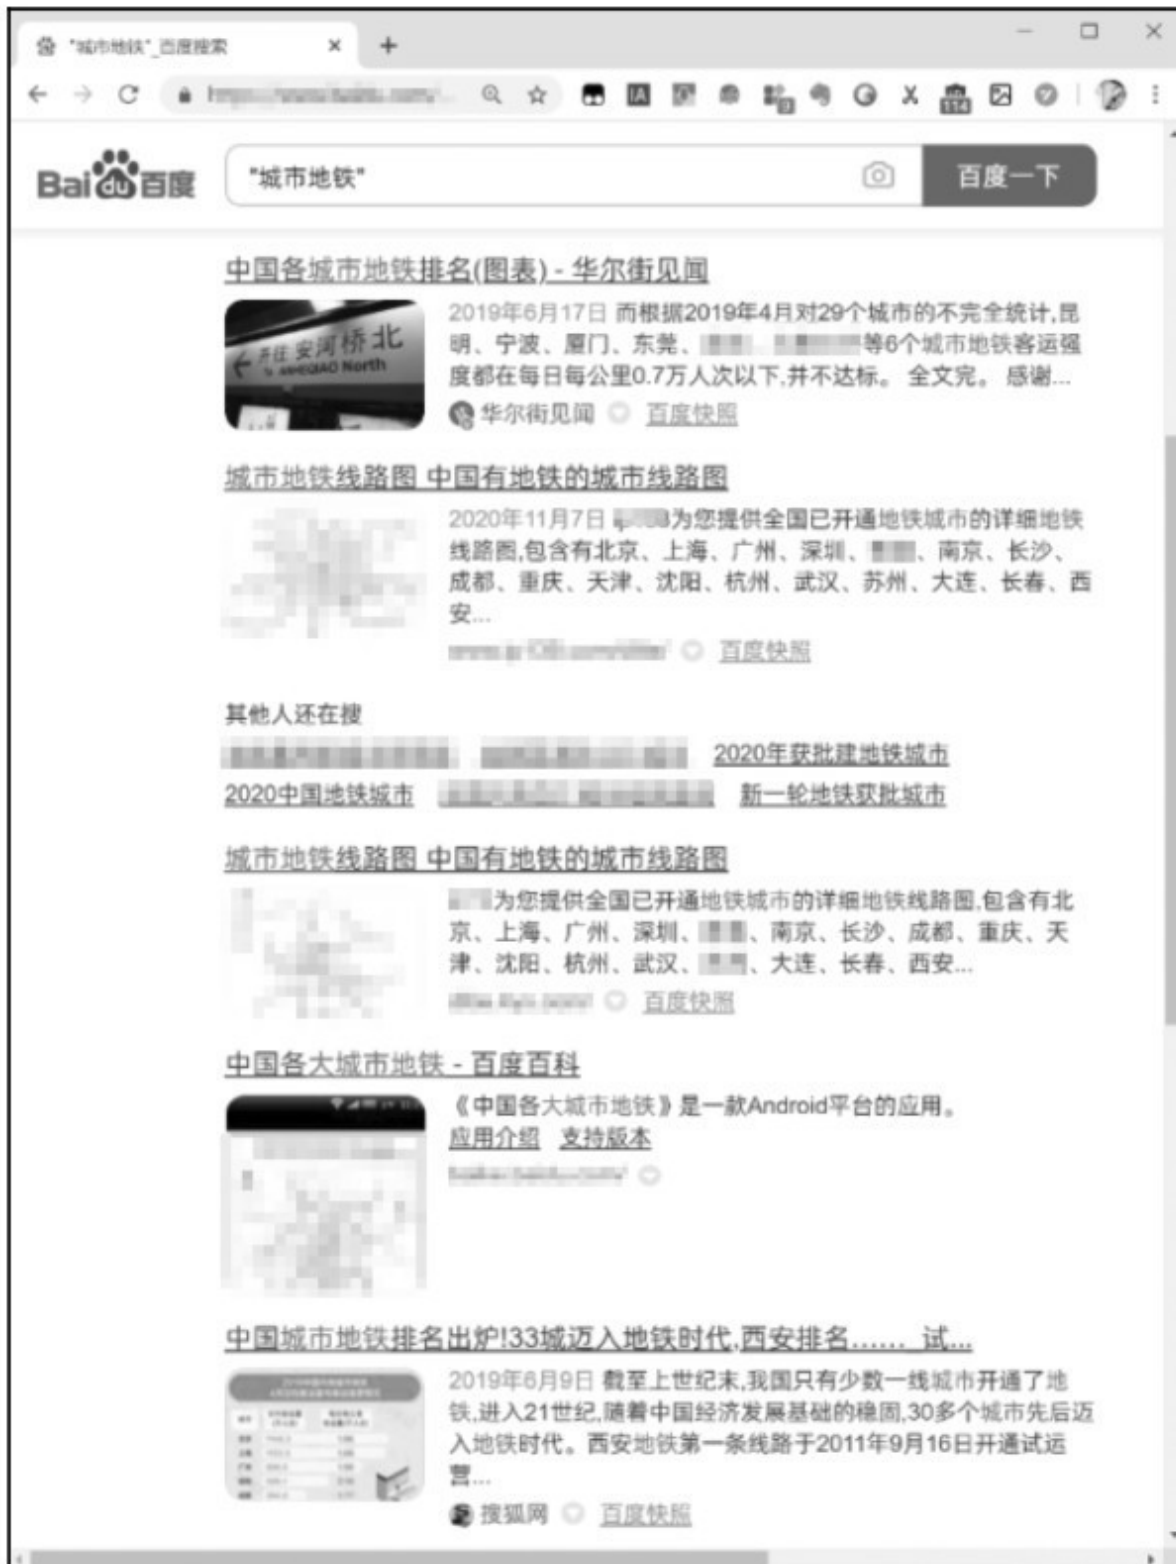 "城市地铁"_百度搜索
114
Bai du 百度
"城市地铁"
百度一下
中国各城市地铁排名(图表) - 华尔街见闻
开往 安河桥北
To ANHEQIAO North
2019年6月17日 而根据2019年4月对29个城市的不完全统计,昆
明、宁波、厦门、东莞、 等6个城市地铁客运强
度都在每日每公里0.7万人次以下,并不达标。 全文完。 感谢...
华尔街见闻 百度快照
城市地铁线路图 中国有地铁的城市线路图
2020年11月7日 为您提供全国已开通地铁城市的详细地铁
线路图,包含有北京、上海、广州、深圳、 、南京、长沙、
成都、重庆、天津、沈阳、杭州、武汉、苏州、大连、长春、西
安...
百度快照
其他人还在搜
2020年获批建地铁城市
2020中国地铁城市 新一轮地铁获批城市
城市地铁线路图 中国有地铁的城市线路图
为您提供全国已开通地铁城市的详细地铁线路图,包含有北
京、上海、广州、深圳、 、南京、长沙、成都、重庆、天
津、沈阳、杭州、武汉、 、大连、长春、西安...
百度快照
中国各大城市地铁 - 百度百科
《中国各大城市地铁》是一款Android平台的应用。
应用介绍 支持版本
中国城市地铁排名出炉!33城迈入地铁时代,西安排名…… 试...
2019年6月9日 截至上世纪末,我国只有少数一线城市开通了地
铁,进入21世纪,随着中国经济发展基础的稳固,30多个城市先后迈
入地铁时代。西安地铁第一条线路于2011年9月16日开通试运
营...
搜狐网 百度快照